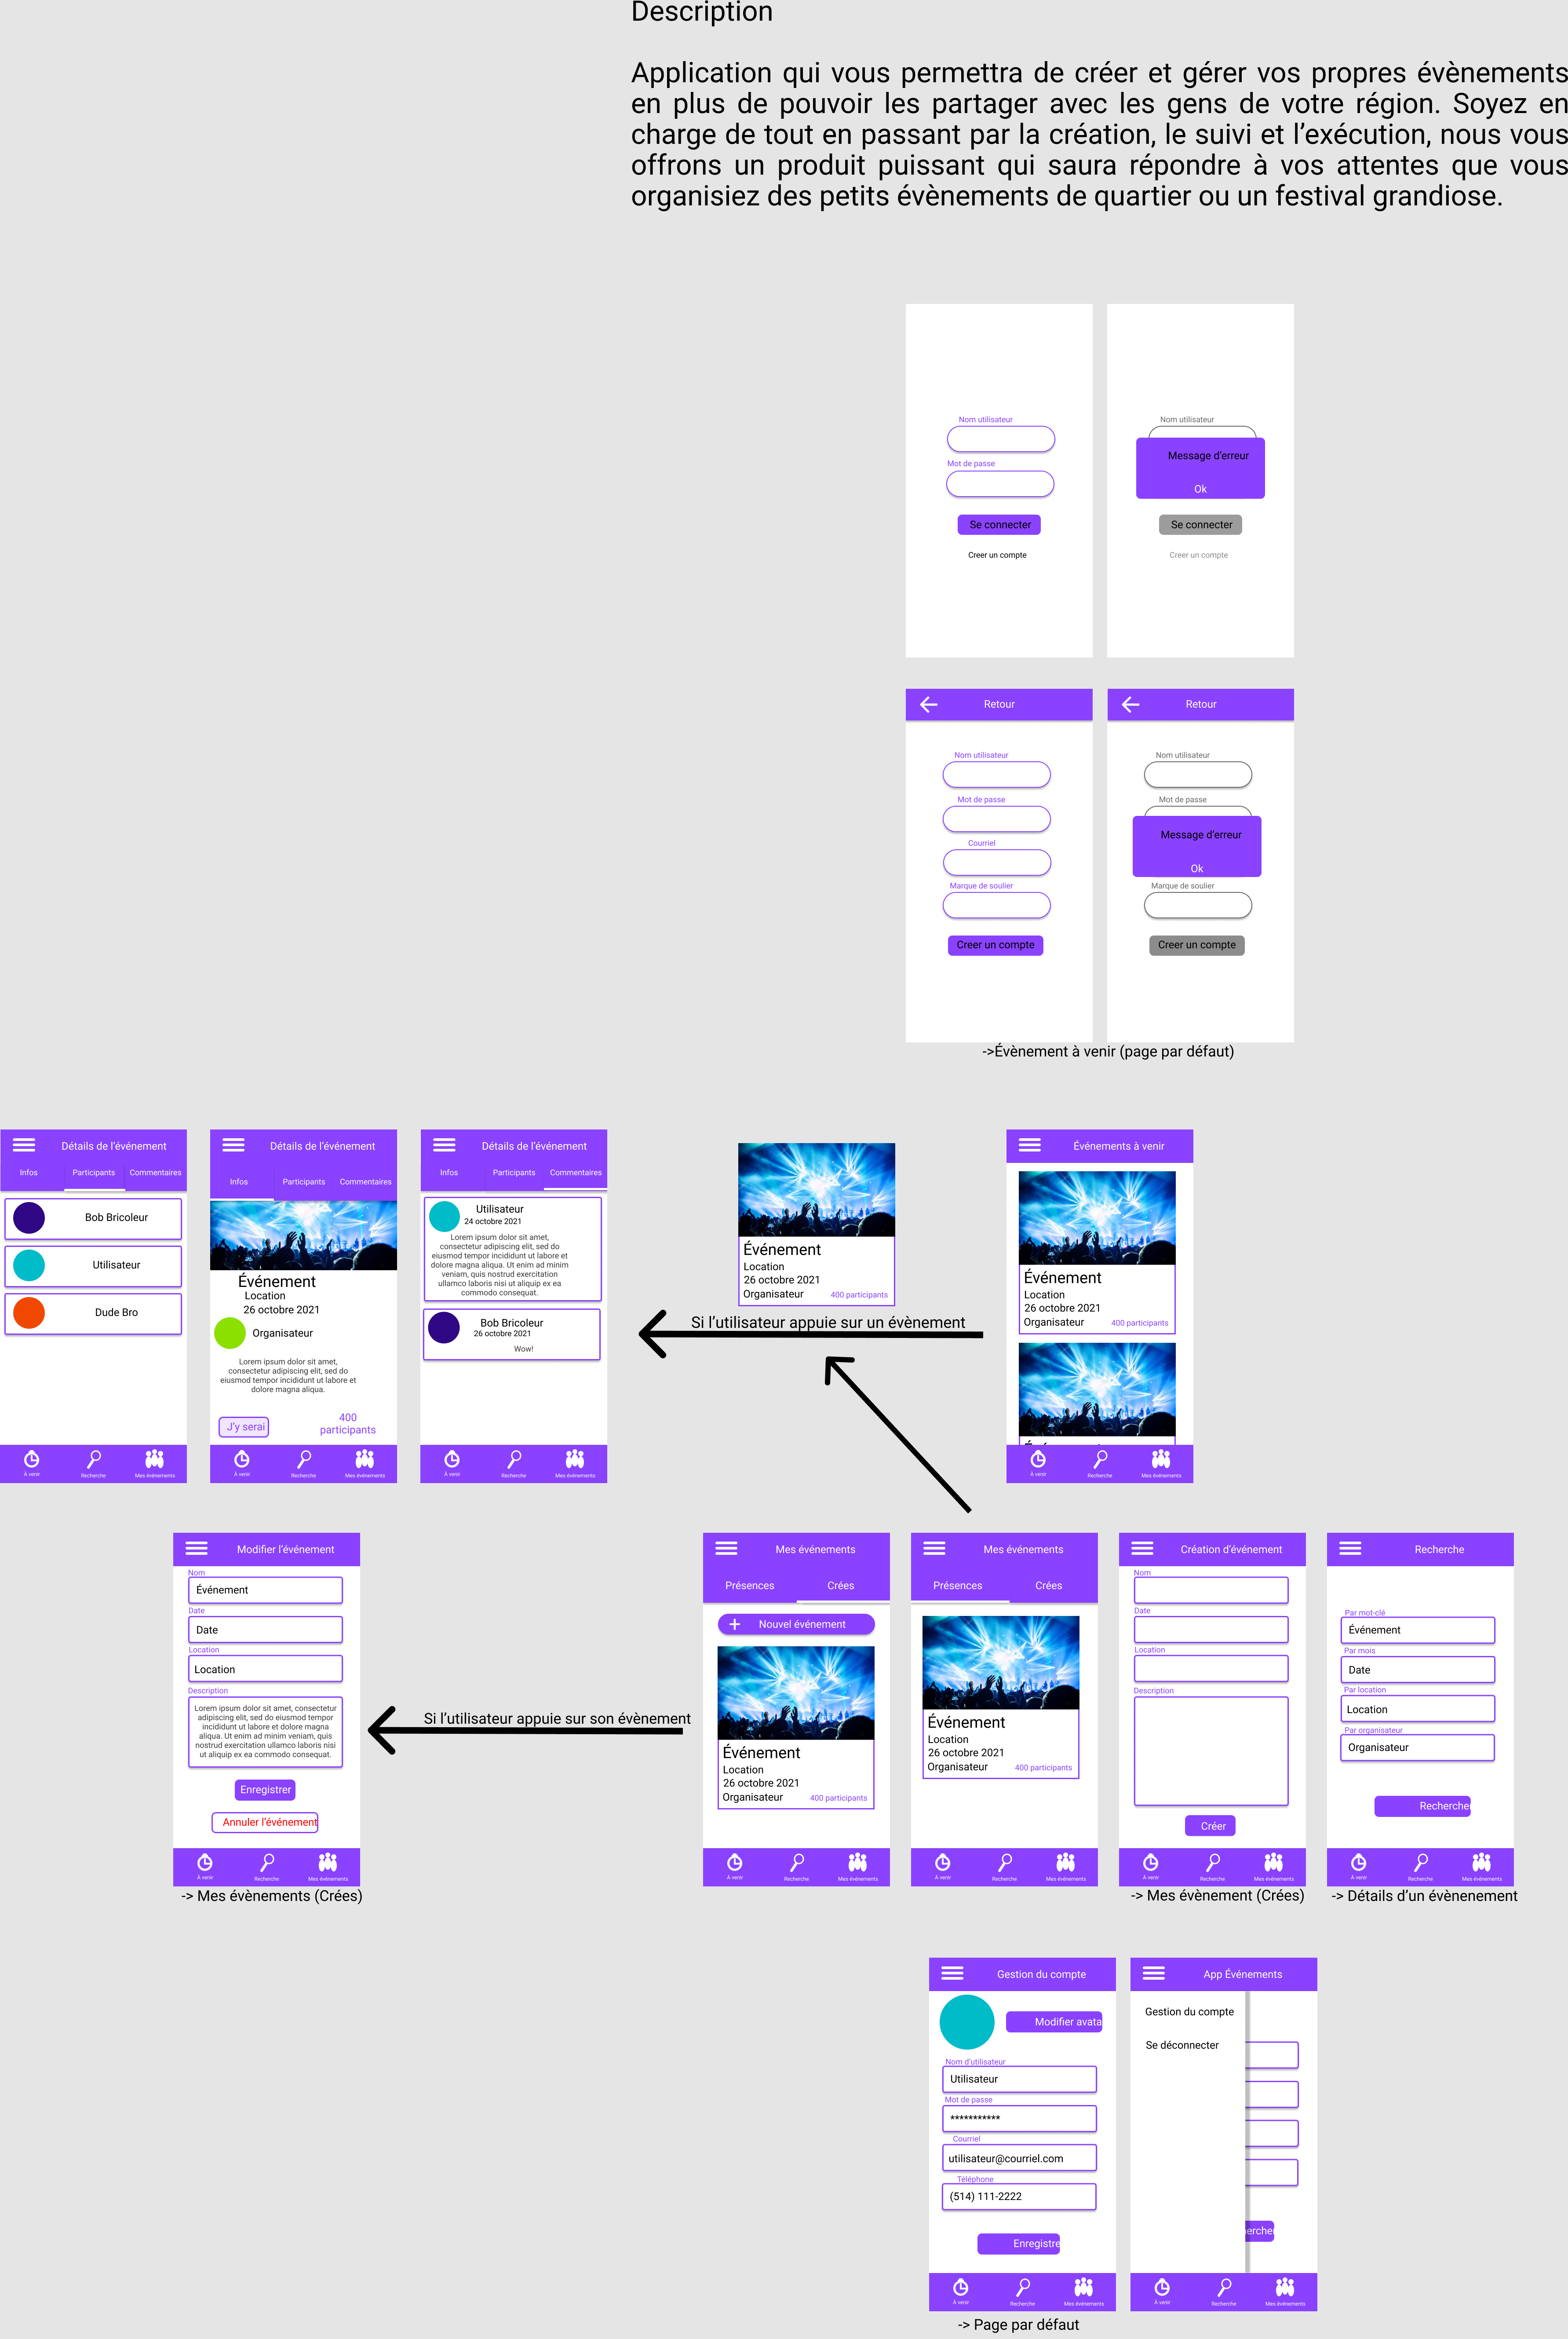 Description
Application qui vous permettra de créer et gérer vos propres évènements
en plus de pouvoir les partager avec les gens de votre région. Soyez en
charge de tout en passant par la création, le suivi et l’exécution, nous vous
offrons un produit puissant qui saura répondre à vos attentes que vous
organisiez des petits évènements de quartier ou un festival grandiose.
Nom utilisateur
Mot de passe
Se connecter
Creer un compte
Nom utilisateur
Message d’erreur
Ok
Se connecter
Creer un compte
Retour
Nom utilisateur
Mot de passe
Courriel
Marque de soulier
Creer un compte
Retour
Nom utilisateur
Mot de passe
Message d’erreur
Ok
Marque de soulier
Creer un compte
->Évènement à venir (page par défaut)
Détails de l’événement
Infos
Participants
Commentaires
Bob Bricoleur
Utilisateur
Dude Bro
À venir
Recherche
Mes événements
Détails de l’événement
Infos
Participants
Commentaires
Événement
Location
26 octobre 2021
Organisateur
Lorem ipsum dolor sit amet,
consectetur adipiscing elit, sed do
eiusmod tempor incididunt ut labore et
dolore magna aliqua.
J’y serai
400
participants
À venir
Recherche
Mes événements
Détails de l’événement
Infos
Participants
Commentaires
Utilisateur
24 octobre 2021
Lorem ipsum dolor sit amet,
consectetur adipiscing elit, sed do
eiusmod tempor incididunt ut labore et
dolore magna aliqua. Ut enim ad minim
veniam, quis nostrud exercitation
ullamco laboris nisi ut aliquip ex ea
commodo consequat.
Bob Bricoleur
26 octobre 2021
Wow!
À venir
Recherche
Mes événements
Événement
Location
26 octobre 2021
Organisateur
400 participants
Si l’utilisateur appuie sur un évènement
Événements à venir
Événement
Location
26 octobre 2021
Organisateur
400 participants
À venir
Recherche
Mes événements
Modifier l’événement
Nom
Événement
Date
Date
Location
Location
Description
Lorem ipsum dolor sit amet, consectetur
adipiscing elit, sed do eiusmod tempor
incididunt ut labore et dolore magna
aliqua. Ut enim ad minim veniam, quis
nostrud exercitation ullamco laboris nisi
ut aliquip ex ea commodo consequat.
Enregistrer
Annuler l’événement
À venir
Recherche
Mes événements
-> Mes évènements (Crées)
Si l’utilisateur appuie sur son évènement
Mes événements
Présences
Crées
+ Nouvel événement
Événement
Location
26 octobre 2021
Organisateur
400 participants
À venir
Recherche
Mes événements
Mes événements
Présences
Crées
Événement
Location
26 octobre 2021
Organisateur
400 participants
À venir
Recherche
Mes événements
Création d’événement
Nom
Date
Location
Description
Créer
À venir
Recherche
Mes événements
-> Mes évènement (Crées)
Recherche
Par mot-clé
Événement
Par mois
Date
Par location
Location
Par organisateur
Organisateur
Rechercher
À venir
Recherche
Mes événements
-> Détails d’un évènenement
Gestion du compte
Modifier avata
Nom d’utilisateur
Utilisateur
Mot de passe
***********
Courriel
utilisateur@courriel.com
Téléphone
(514) 111-2222
Enregistre
À venir
Recherche
Mes événements
-> Page par défaut
App Événements
Gestion du compte
Se déconnecter
ercher
À venir
Recherche
Mes événements